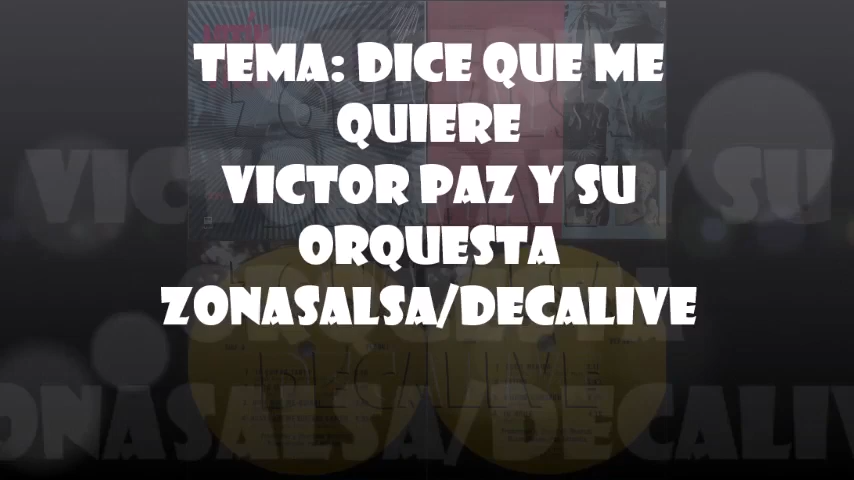 TEMA: DICE QUE ME
QUIERE
VICTOR PAZ Y SU
ORQUESTA
ZONASALSA/DECALIVE